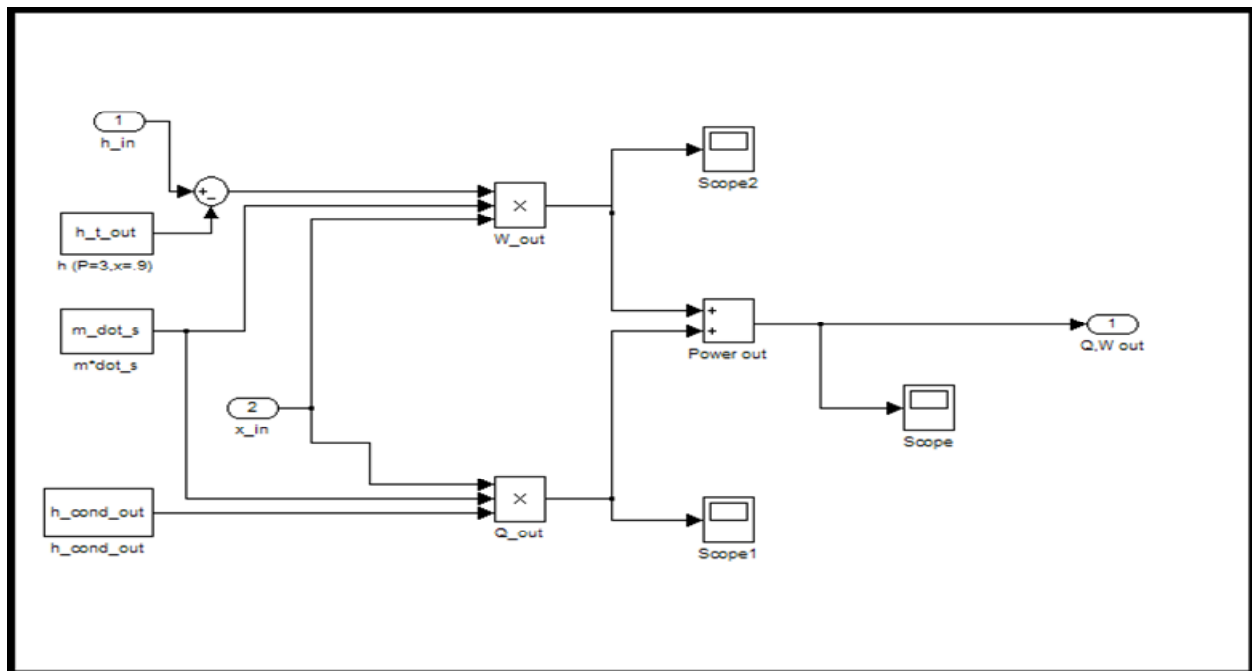 1
h_in
Scope2
h_t_out
W_out
h (P=3,x=.9)
+
-
×
m_dot_s
m*dot_s
+
+
Power out
1
Q,W out
2
x_in
Scope
h_cond_out
h_cond_out
×
Q_out
Scope1